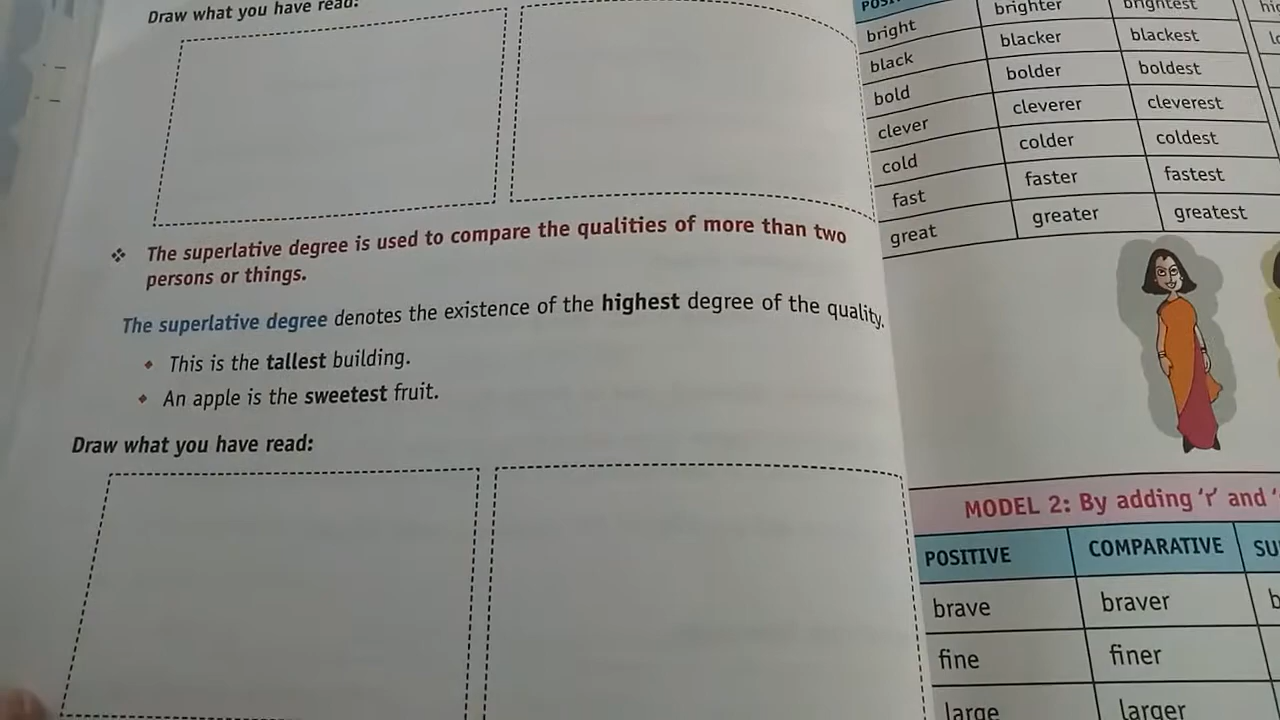 Draw what you have read:
❖ The superlative degree is used to compare the qualities of more than two
persons or things.
The superlative degree denotes the existence of the highest degree of the quality.
• This is the tallest building.
• An apple is the sweetest fruit.
Draw what you have read:
brighter brightest
bright blacker blackest
black bolder boldest
bold cleverer cleverest
clever colder coldest
cold faster fastest
fast greater greatest
great
MODEL 2: By adding 'r' and '
POSITIVE COMPARATIVE SU
brave braver b
fine finer
large larger